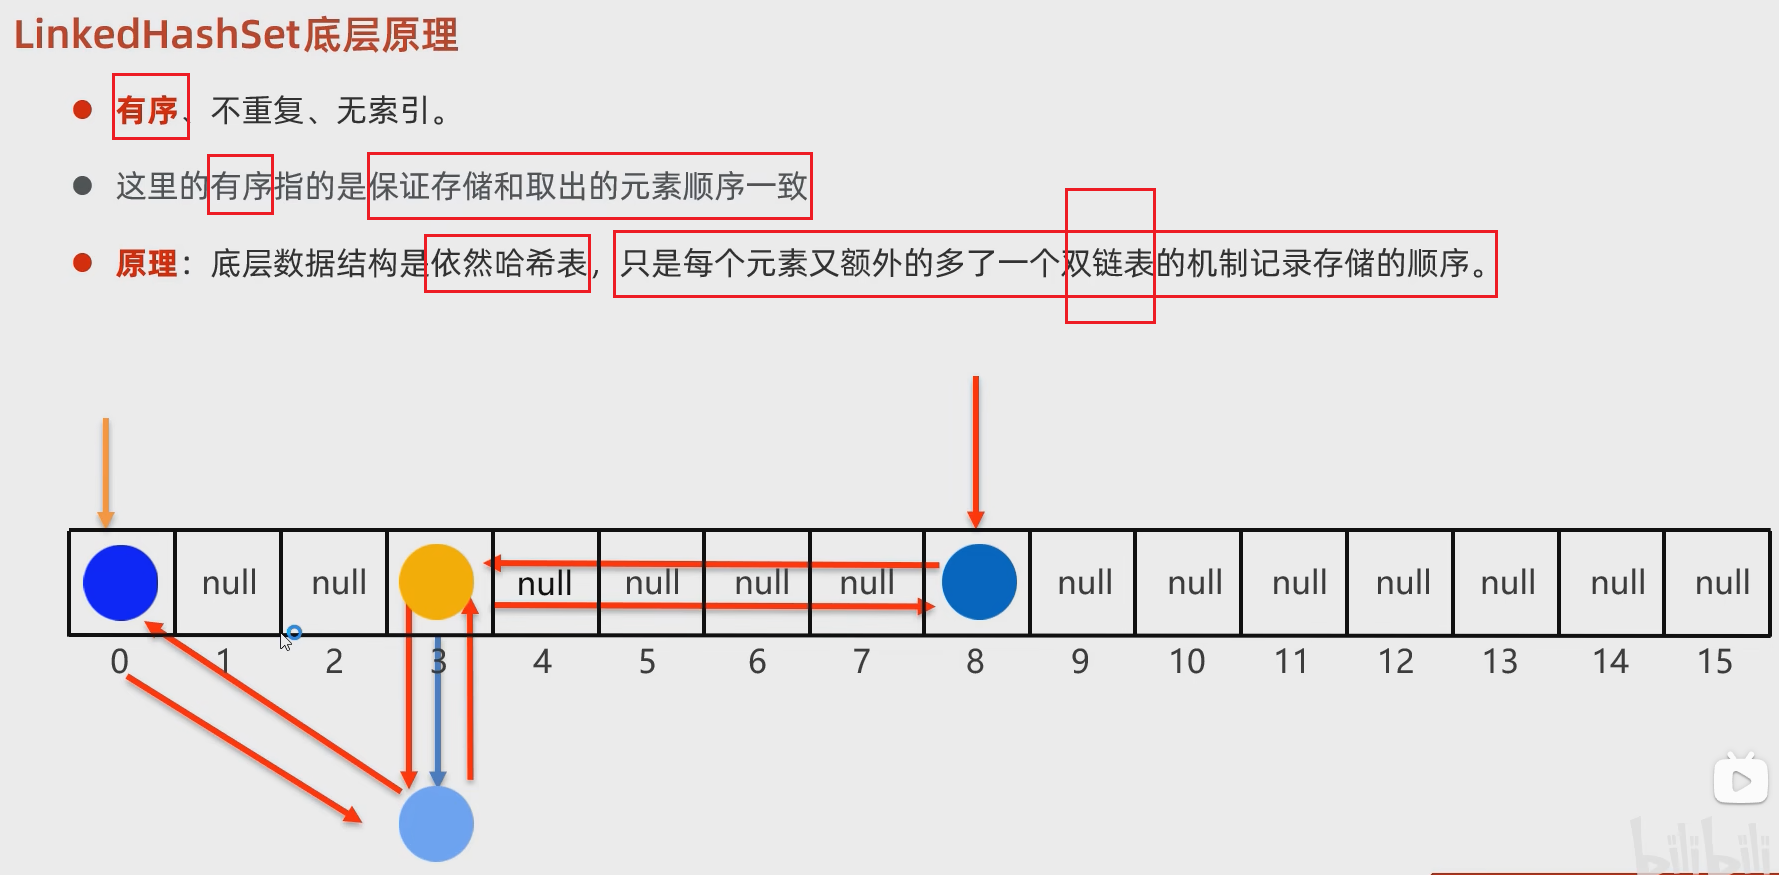 LinkedHashSet底层原理
有序、不重复、无索引。
这里的有序指的是保证存储和取出的元素顺序一致
原理：底层数据结构是依然哈希表，只是每个元素又额外的多了一个双链表的机制记录存储的顺序。
null null null null null null null null null null null null null
0 1 2 3 4 5 6 7 8 9 10 11 12 13 14 15
bilibili